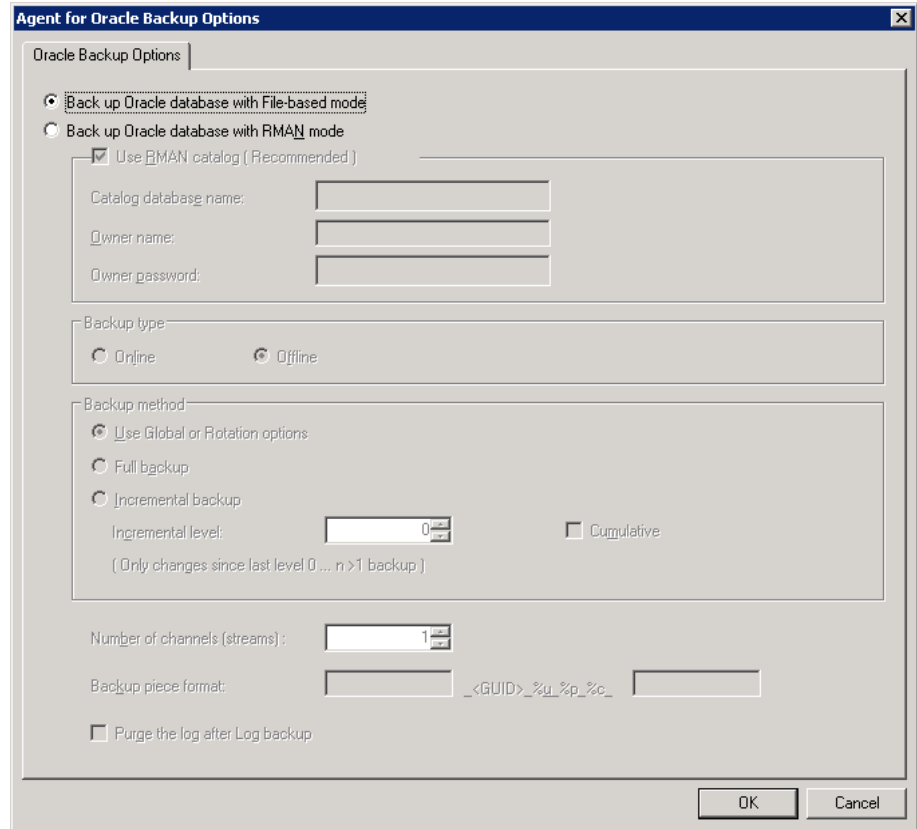 Agent for Oracle Backup Options
Oracle Backup Options
Back up Oracle database with File-based mode
Back up Oracle database with RMAN mode
Use RMAN catalog ( Recommended )
Catalog database name:
Owner name:
Owner password:
Backup type
Online Offline
Backup method
Use Global or Rotation options
Full backup
Incremental backup
Incremental level: 0 Cumulative
( Only changes since last level 0 ... n >1 backup )
Number of channels (streams) : 1
Backup piece format: _<GUID>_%u_%p_%c_
Purge the log after Log backup
OK Cancel